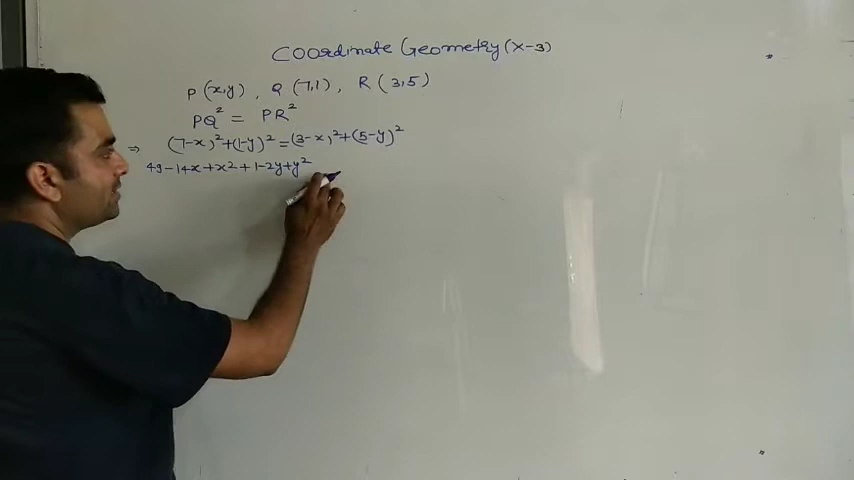 Coordinate Geometry (X-3)
P(x,y), Q(7,1), R(3,5)
PQ² = PR²
⇒ (7-x)²+(1-y)²=(3-x)²+(5-y)²
49-14x+x²+1-2y+y²